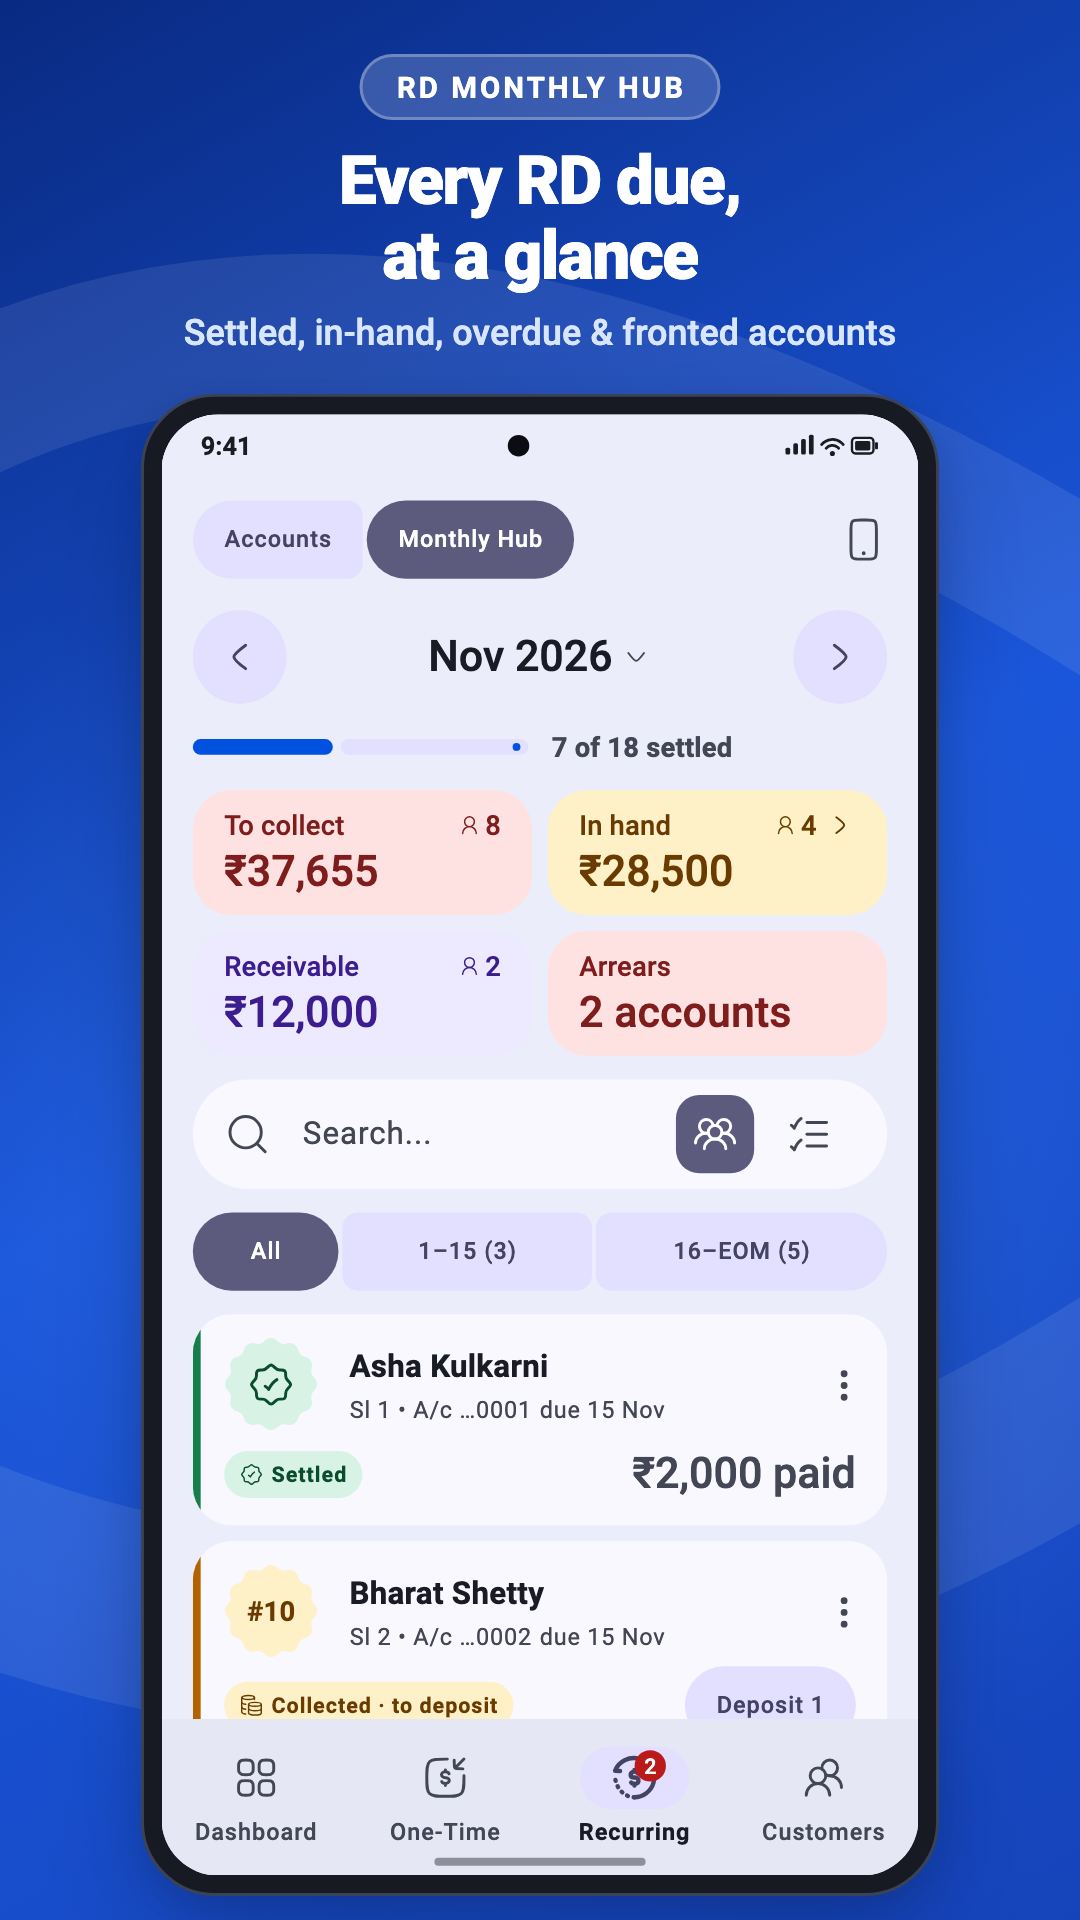 RD MONTHLY HUB
Every RD due,
at a glance
Settled, in-hand, overdue & fronted accounts
9:41
Accounts
Monthly Hub
Nov 2026
7 of 18 settled
To collect
8
₹37,655
In hand
4
₹28,500
Receivable
2
₹12,000
Arrears
2 accounts
Search...
All
1–15 (3)
16–EOM (5)
Asha Kulkarni
Sl 1 • A/c ...0001 due 15 Nov
Settled
₹2,000 paid
#10
Bharat Shetty
Sl 2 • A/c ...0002 due 15 Nov
Collected · to deposit
Deposit 1
2
Dashboard
One-Time
Recurring
Customers